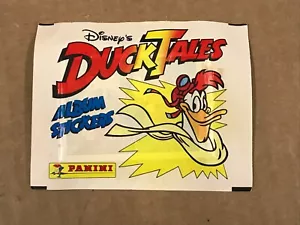 Disney's
DUCKTALES
ALBUM
STICKERS
PANINI